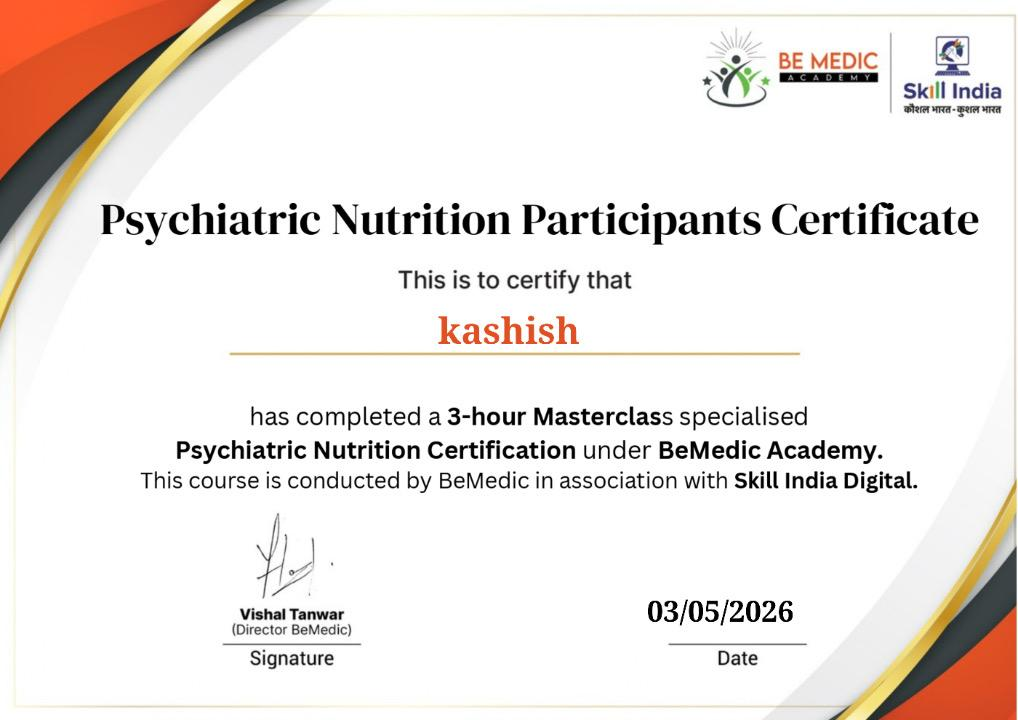 BE MEDIC
ACADEMY
Skill India
कौशल भारत-कुशल भारत
Psychiatric Nutrition Participants Certificate
This is to certify that
kashish
has completed a 3-hour Masterclass specialised
Psychiatric Nutrition Certification under BeMedic Academy.
This course is conducted by BeMedic in association with Skill India Digital.
Vishal Tanwar
(Director BeMedic)
Signature
03/05/2026
Date